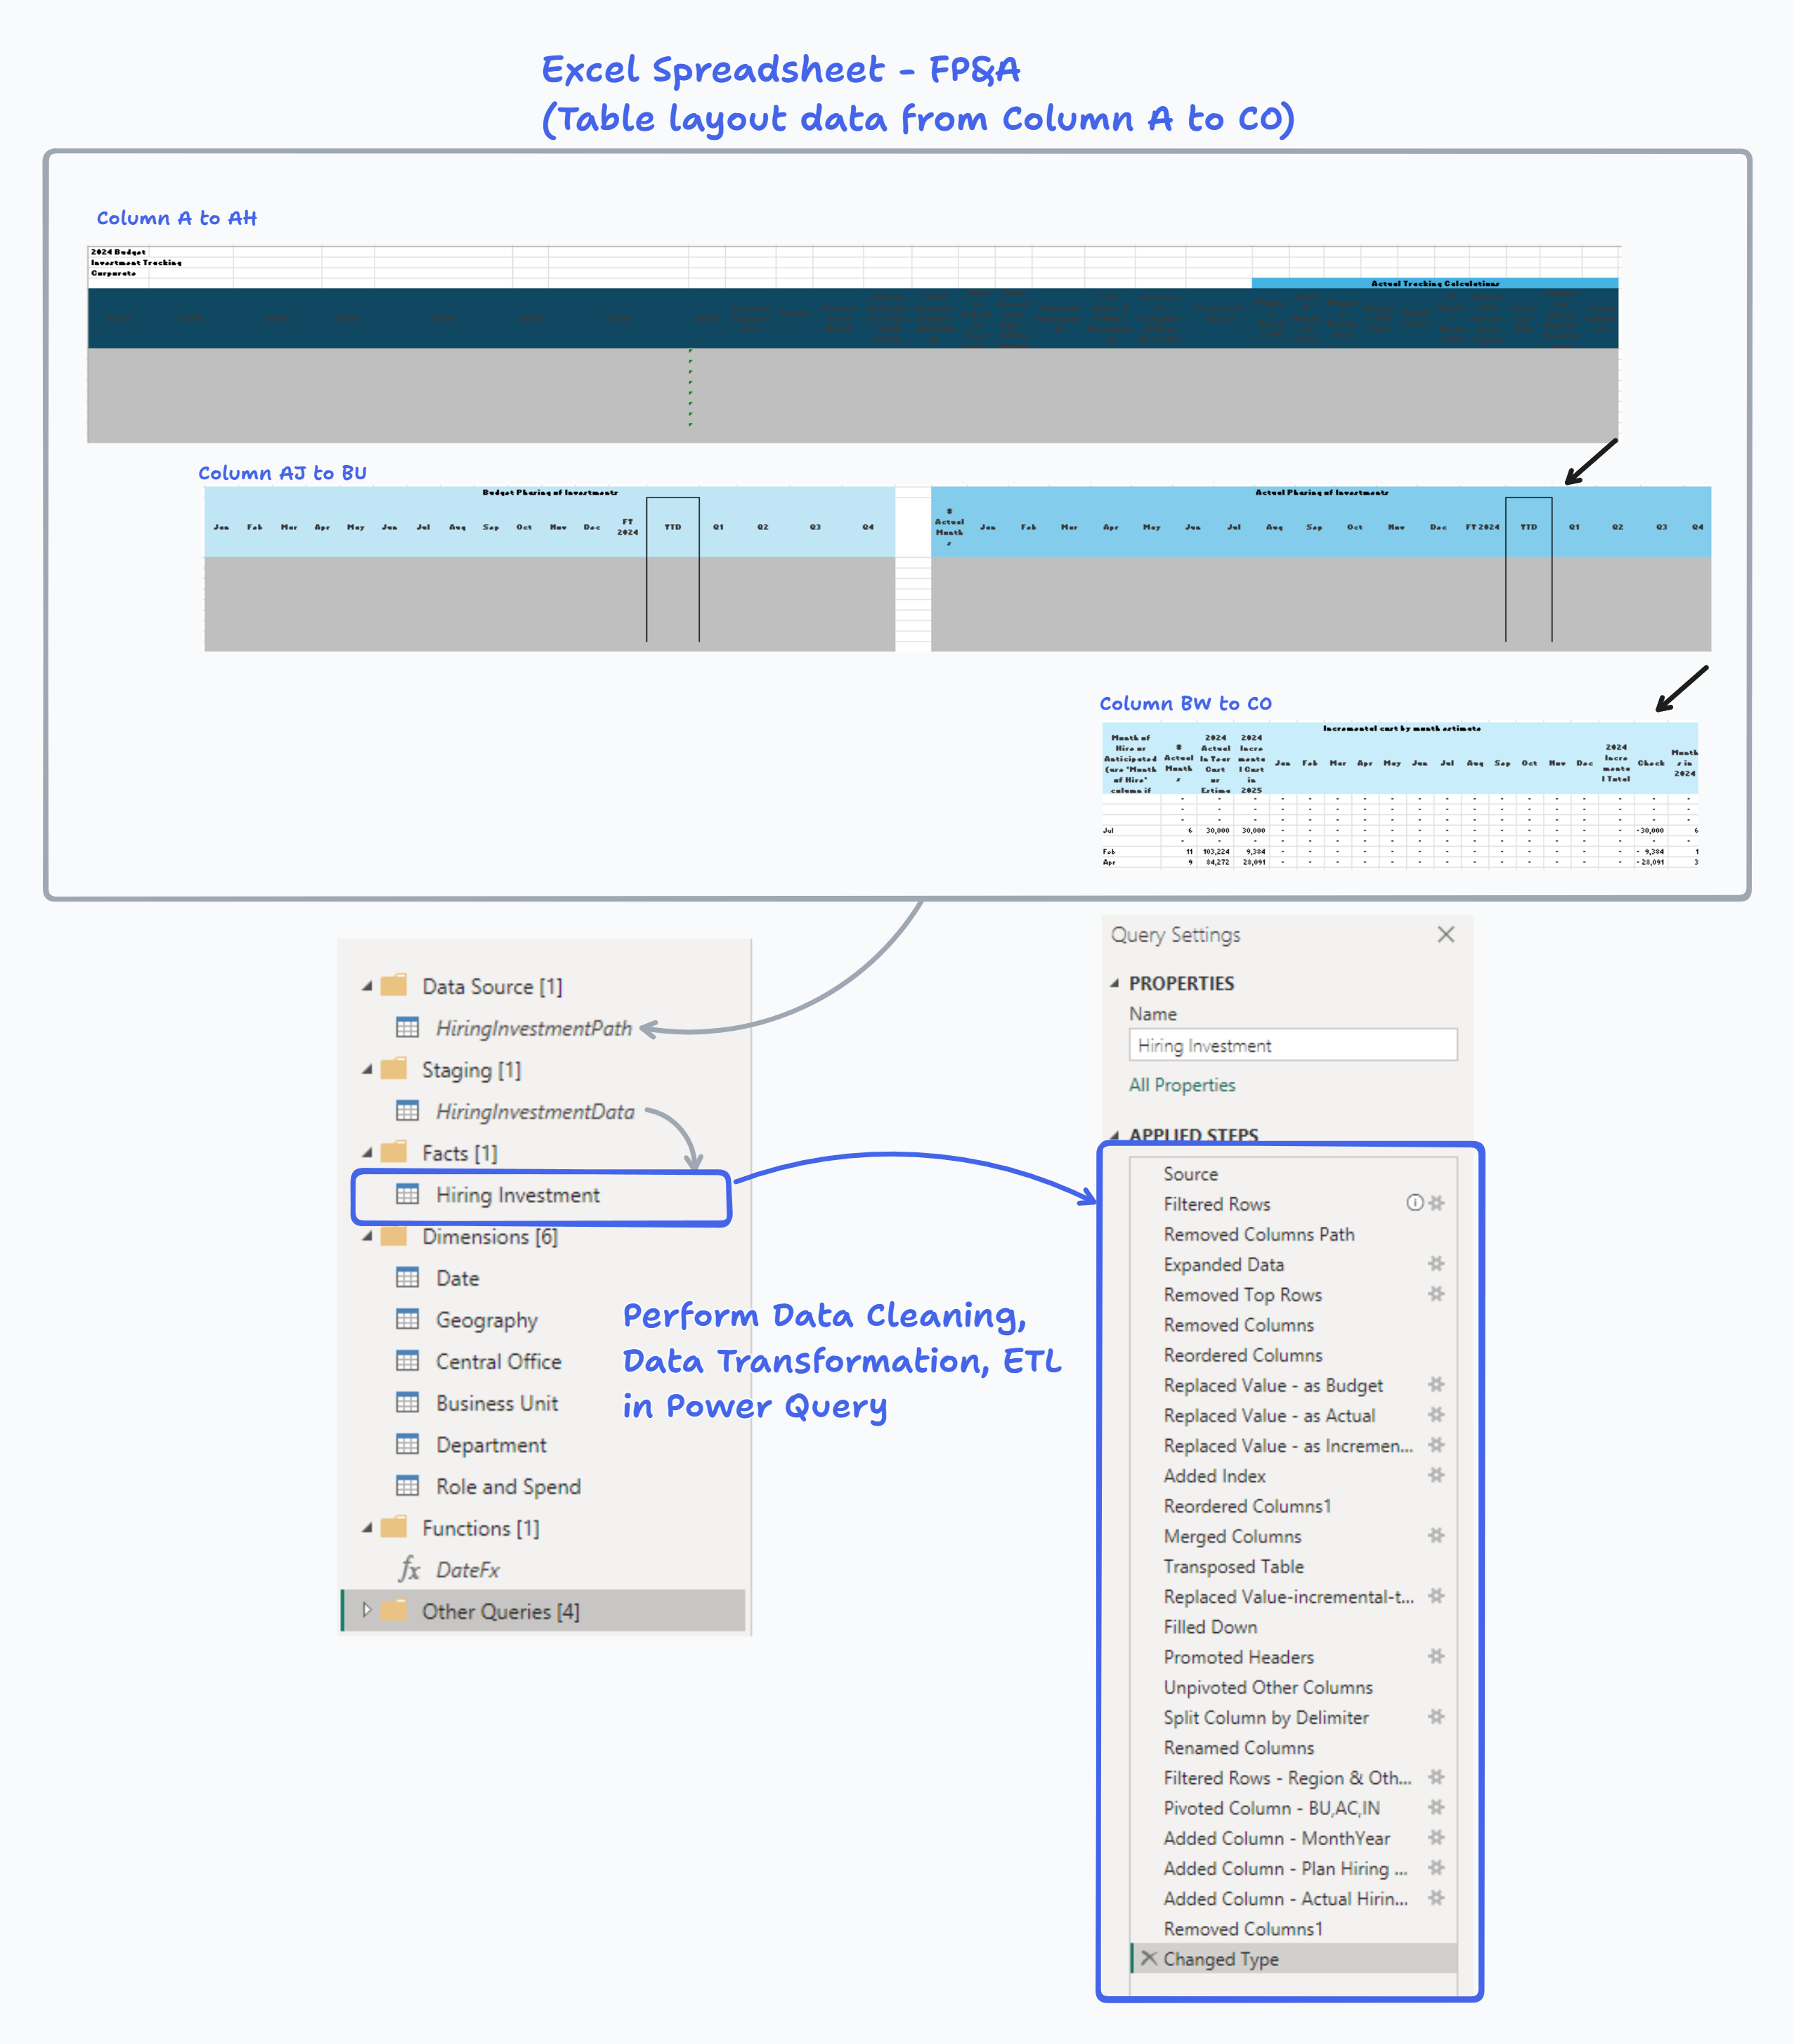 Excel Spreadsheet - FP&A
(Table layout data from Column A to CO)
Column A to AH
2024 Budget
Investment Tracking
Corporate
Actual Tracking Calculations
Column AJ to BU
Budget Phasing of Investments
Jan Feb Mar Apr May Jun Jul Aug Sep Oct Nov Dec FY 2024 YTD Q1 Q2 Q3 Q4
Actual Phasing of Investments
# Actual Months Jan Feb Mar Apr May Jun Jul Aug Sep Oct Nov Dec FY 2024 YTD Q1 Q2 Q3 Q4
Column BW to CO
Incremental cost by month estimate
Month of Hire or Anticipated (use "Month of Hire" column if
# Actual Months
2024 Actual In Year Cost or Estima
2024 Incremental Cost in 2025
Jan Feb Mar Apr May Jun Jul Aug Sep Oct Nov Dec
2024 Incremental Total
Check
Months in 2024
- - - - - - - - - - - - - - - - - -
- - - - - - - - - - - - - - - - - -
- - - - - - - - - - - - - - - - - -
Jul 6 30,000 30,000 - - - - - - - - - - - - - -30,000 6
- - - - - - - - - - - - - - - - - -
Feb 11 103,224 9,384 - - - - - - - - - - - - - - 9,384 1
Apr 9 84,272 28,091 - - - - - - - - - - - - - - 28,091 3
Data Source [1]
HiringInvestmentPath
Staging [1]
HiringInvestmentData
Facts [1]
Hiring Investment
Dimensions [6]
Date
Geography
Central Office
Business Unit
Department
Role and Spend
Functions [1]
fx DateFx
Other Queries [4]
Perform Data Cleaning,
Data Transformation, ETL
in Power Query
Query Settings
PROPERTIES
Name
Hiring Investment
All Properties
APPLIED STEPS
Source
Filtered Rows
Removed Columns Path
Expanded Data
Removed Top Rows
Removed Columns
Reordered Columns
Replaced Value - as Budget
Replaced Value - as Actual
Replaced Value - as Incremen...
Added Index
Reordered Columns1
Merged Columns
Transposed Table
Replaced Value-incremental-t...
Filled Down
Promoted Headers
Unpivoted Other Columns
Split Column by Delimiter
Renamed Columns
Filtered Rows - Region & Oth...
Pivoted Column - BU,AC,IN
Added Column - MonthYear
Added Column - Plan Hiring ...
Added Column - Actual Hirin...
Removed Columns1
Changed Type